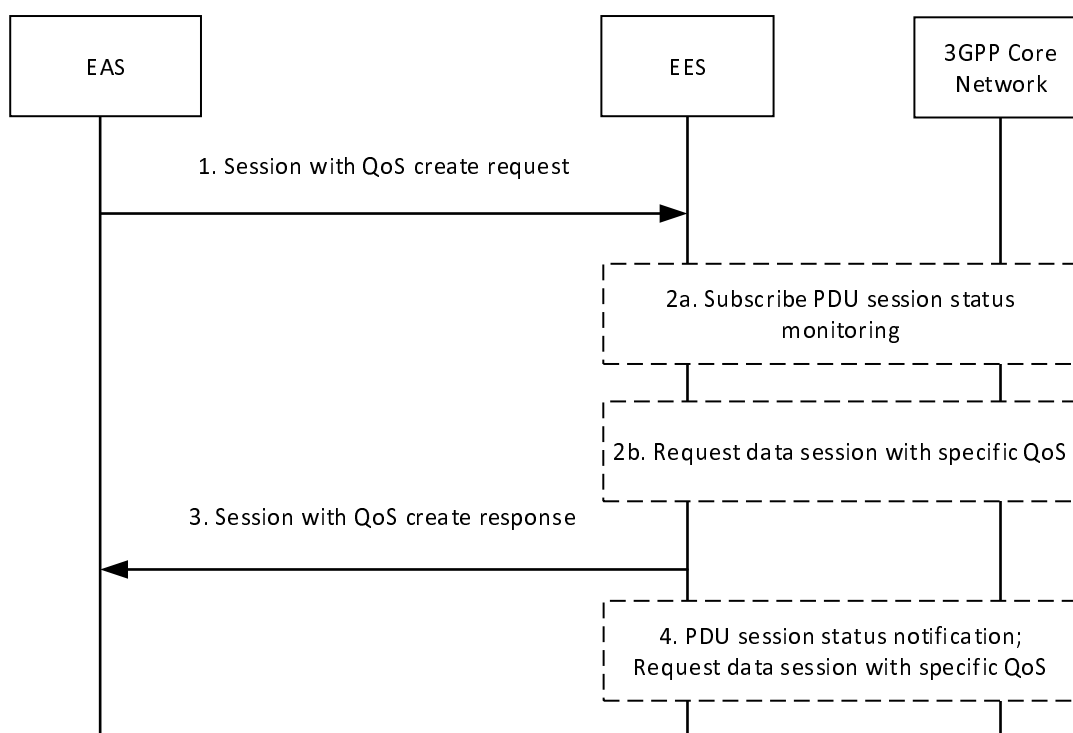 EAS
EES
3GPP Core
Network
1. Session with QoS create request
2a. Subscribe PDU session status
monitoring
2b. Request data session with specific QoS
3. Session with QoS create response
4. PDU session status notification;
Request data session with specific QoS